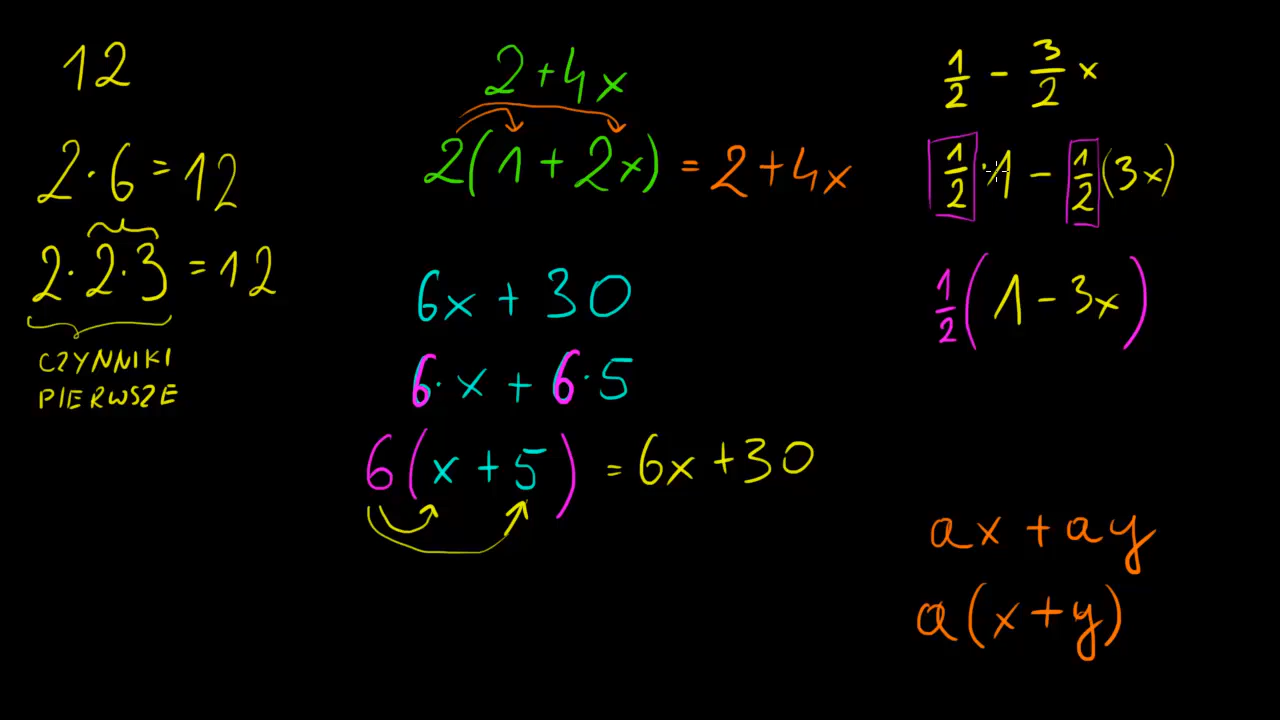 12
2·6=12
2·2·3=12
CZYNNIKI
PIERWSZE
2+4x
2(1+2x)=2+4x
6x+30
6·x+6·5
6(x+5)=6x+30
1/2 - 3/2 x
1/2·1 - 1/2(3x)
1/2(1-3x)
ax+ay
a(x+y)